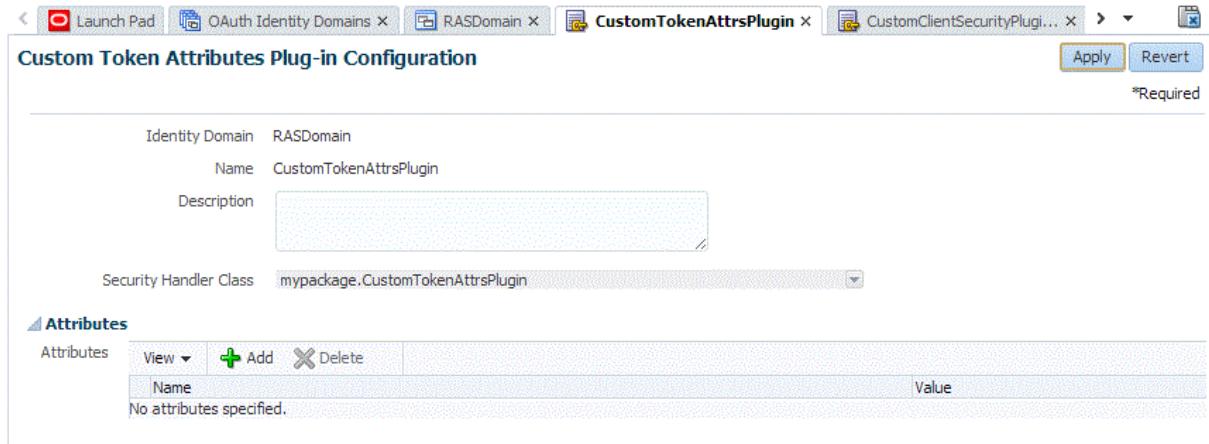 Launch Pad OAuth Identity Domains RASDomain CustomTokenAttrsPlugin CustomClientSecurityPlugi...
Custom Token Attributes Plug-in Configuration Apply Revert
*Required
Identity Domain RASDomain
Name CustomTokenAttrsPlugin
Description
Security Handler Class mypackage.CustomTokenAttrsPlugin
Attributes
Attributes View Add Delete
Name Value
No attributes specified.